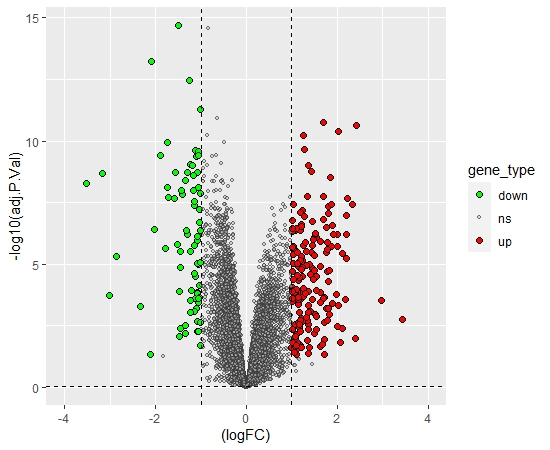 15
10
5
0
-log10(adj.P.Val)
-4
-2
0
2
4
(logFC)
gene_type
down
ns
up